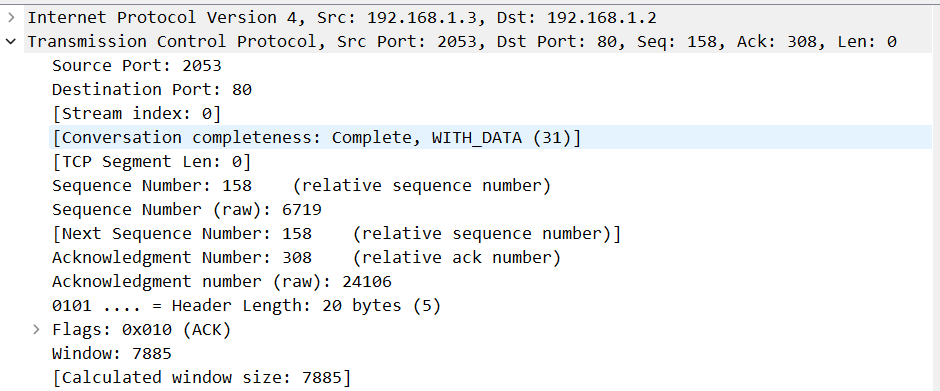 Internet Protocol Version 4, Src: 192.168.1.3, Dst: 192.168.1.2
Transmission Control Protocol, Src Port: 2053, Dst Port: 80, Seq: 158, Ack: 308, Len: 0
Source Port: 2053
Destination Port: 80
[Stream index: 0]
[Conversation completeness: Complete, WITH_DATA (31)]
[TCP Segment Len: 0]
Sequence Number: 158    (relative sequence number)
Sequence Number (raw): 6719
[Next Sequence Number: 158    (relative sequence number)]
Acknowledgment Number: 308    (relative ack number)
Acknowledgment number (raw): 24106
0101 .... = Header Length: 20 bytes (5)
Flags: 0x010 (ACK)
Window: 7885
[Calculated window size: 7885]